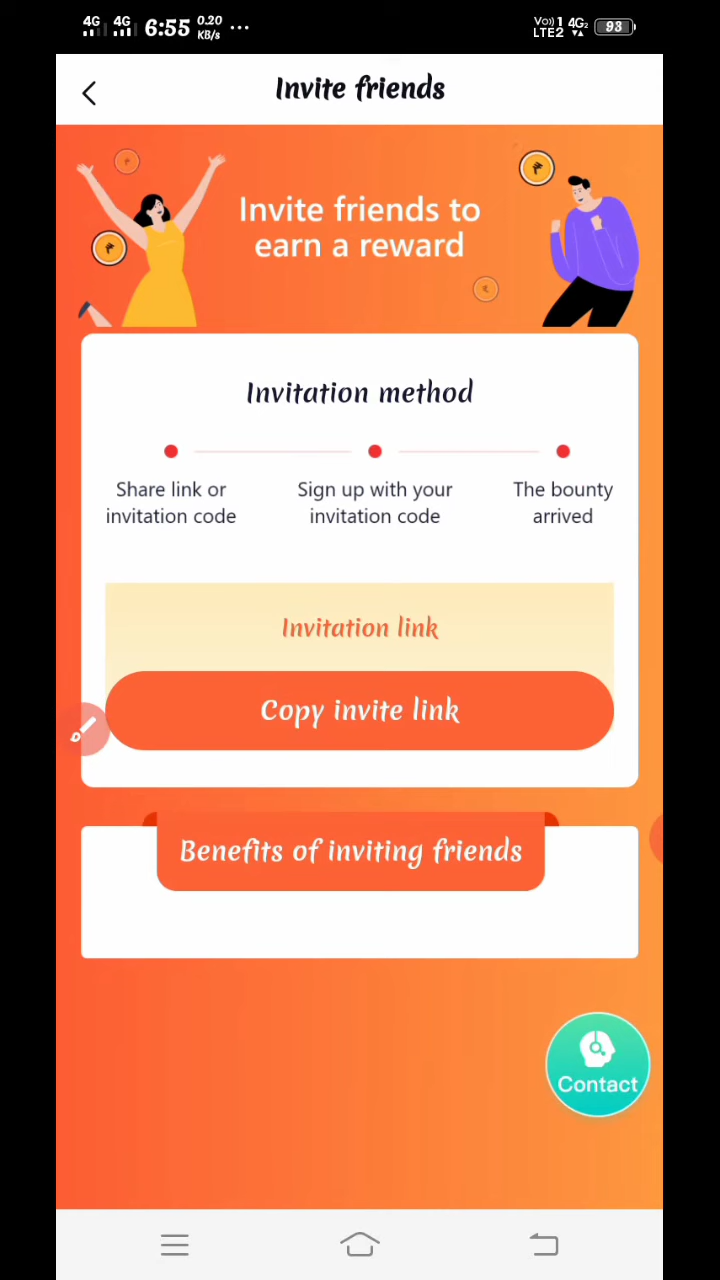 4G 4G 6:55 0.20 KB/s ... Vo)) 1 LTE2 4G2 93
Invite friends
Invite friends to
earn a reward
Invitation method
Share link or
invitation code
Sign up with your
invitation code
The bounty
arrived
Invitation link
Copy invite link
Benefits of inviting friends
Contact